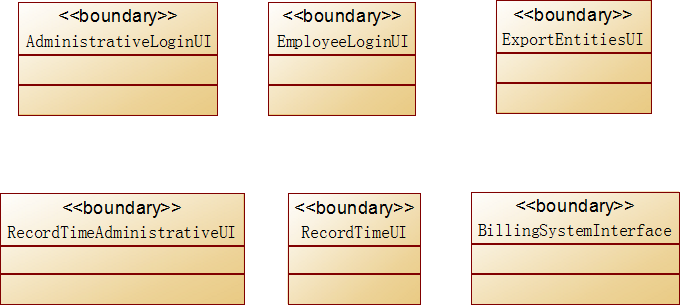 <<boundary>>
AdministrativeLoginUI
<<boundary>>
EmployeeLoginUI
<<boundary>>
ExportEntitiesUI
<<boundary>>
RecordTimeAdministrativeUI
<<boundary>>
RecordTimeUI
<<boundary>>
BillingSystemInterface